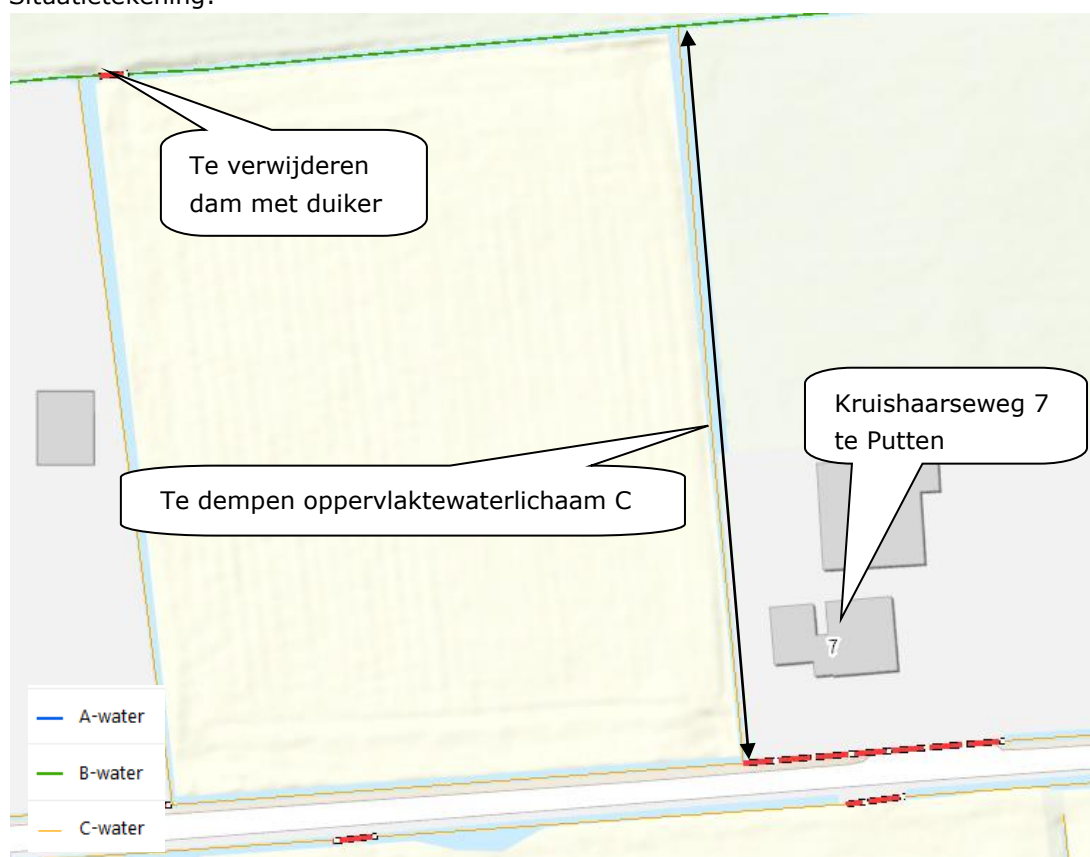 Situatietekening:
Te verwijderen
dam met duiker
Kruishaarseweg 7
te Putten
Te dempen oppervlaktewaterlichaam C
7
A-water
B-water
C-water